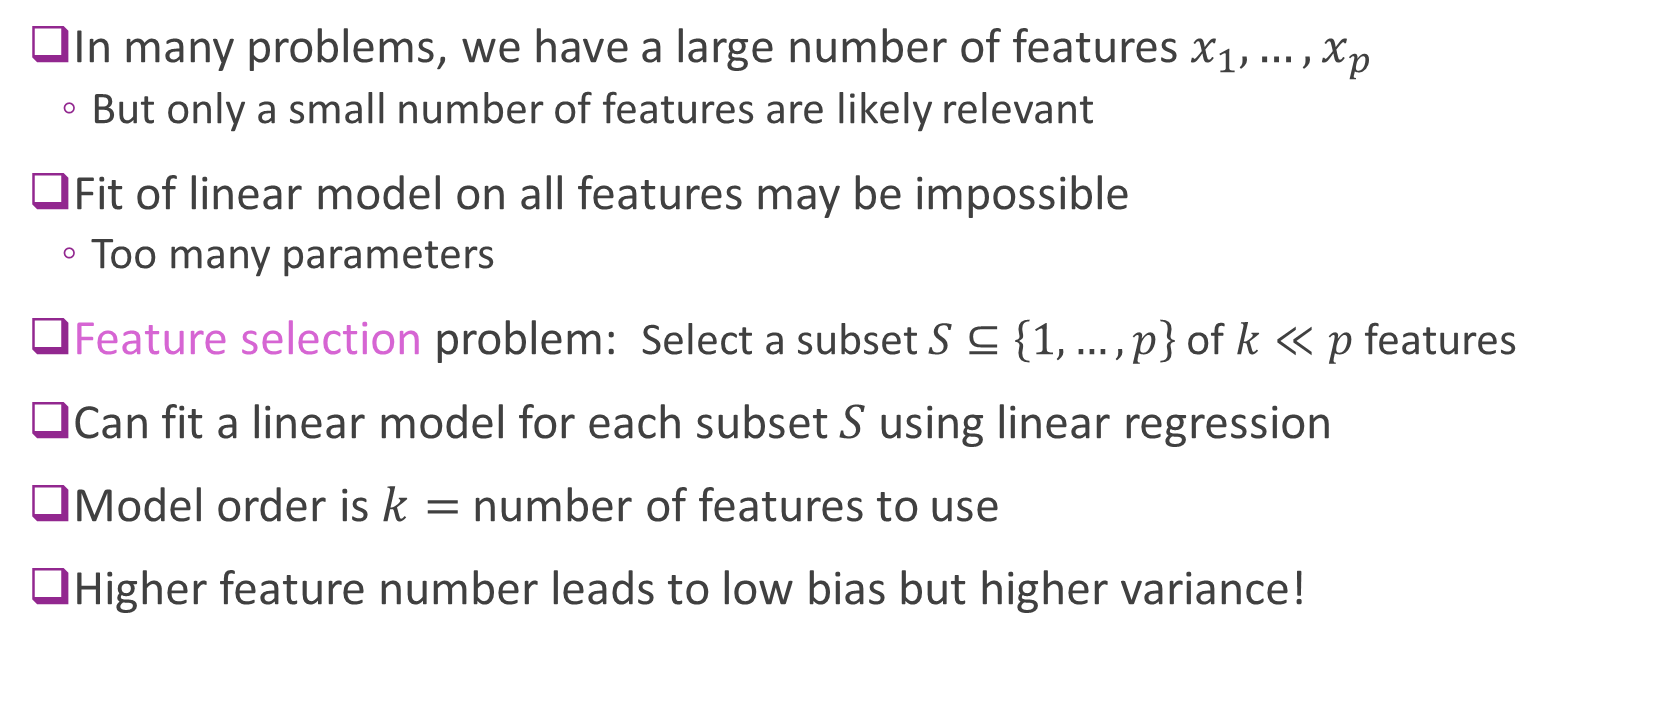 ❑In many problems, we have a large number of features x₁, … , xₚ
◦ But only a small number of features are likely relevant
❑Fit of linear model on all features may be impossible
◦ Too many parameters
❑Feature selection problem: Select a subset S ⊆ {1, … , p} of k ≪ p features
❑Can fit a linear model for each subset S using linear regression
❑Model order is k = number of features to use
❑Higher feature number leads to low bias but higher variance!